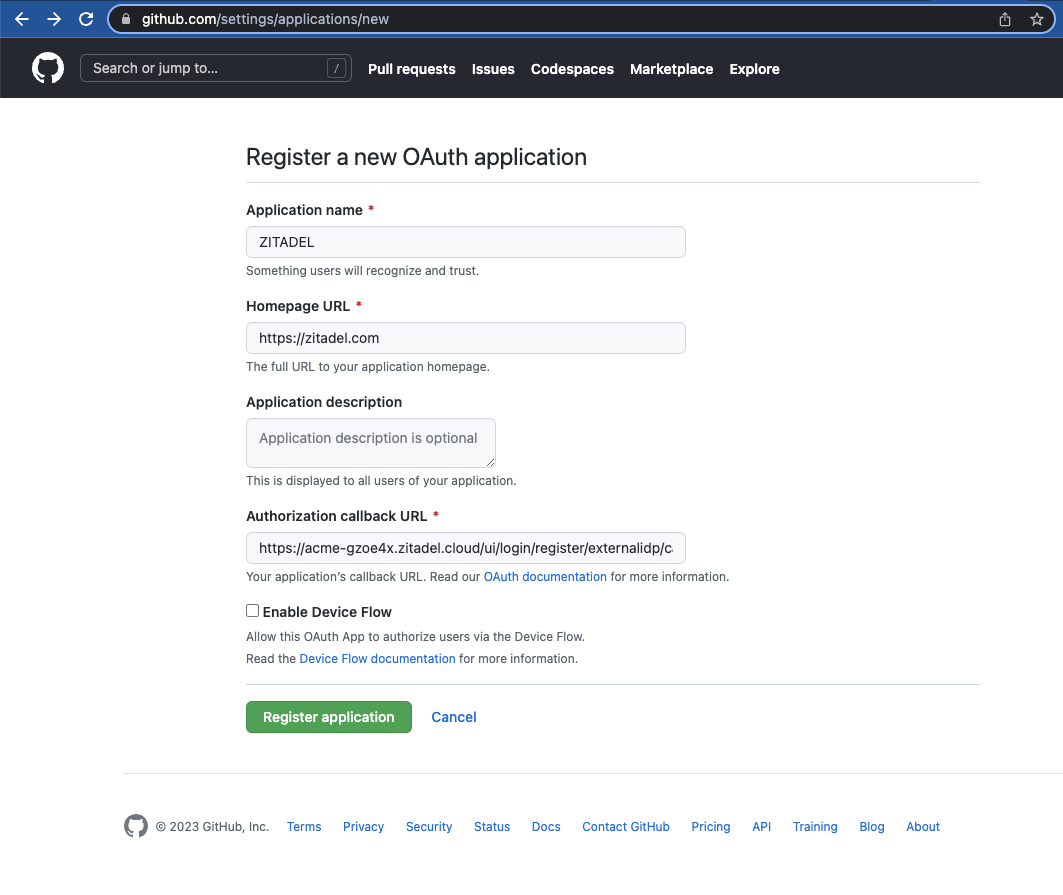 github.com/settings/applications/new
Search or jump to... / Pull requests Issues Codespaces Marketplace Explore
Register a new OAuth application
Application name *
ZITADEL
Something users will recognize and trust.
Homepage URL *
https://zitadel.com
The full URL to your application homepage.
Application description
Application description is optional
This is displayed to all users of your application.
Authorization callback URL *
https://acme-gzoe4x.zitadel.cloud/ui/login/register/externalidp/c
Your application's callback URL. Read our OAuth documentation for more information.
Enable Device Flow
Allow this OAuth App to authorize users via the Device Flow.
Read the Device Flow documentation for more information.
Register application Cancel
© 2023 GitHub, Inc. Terms Privacy Security Status Docs Contact GitHub Pricing API Training Blog About